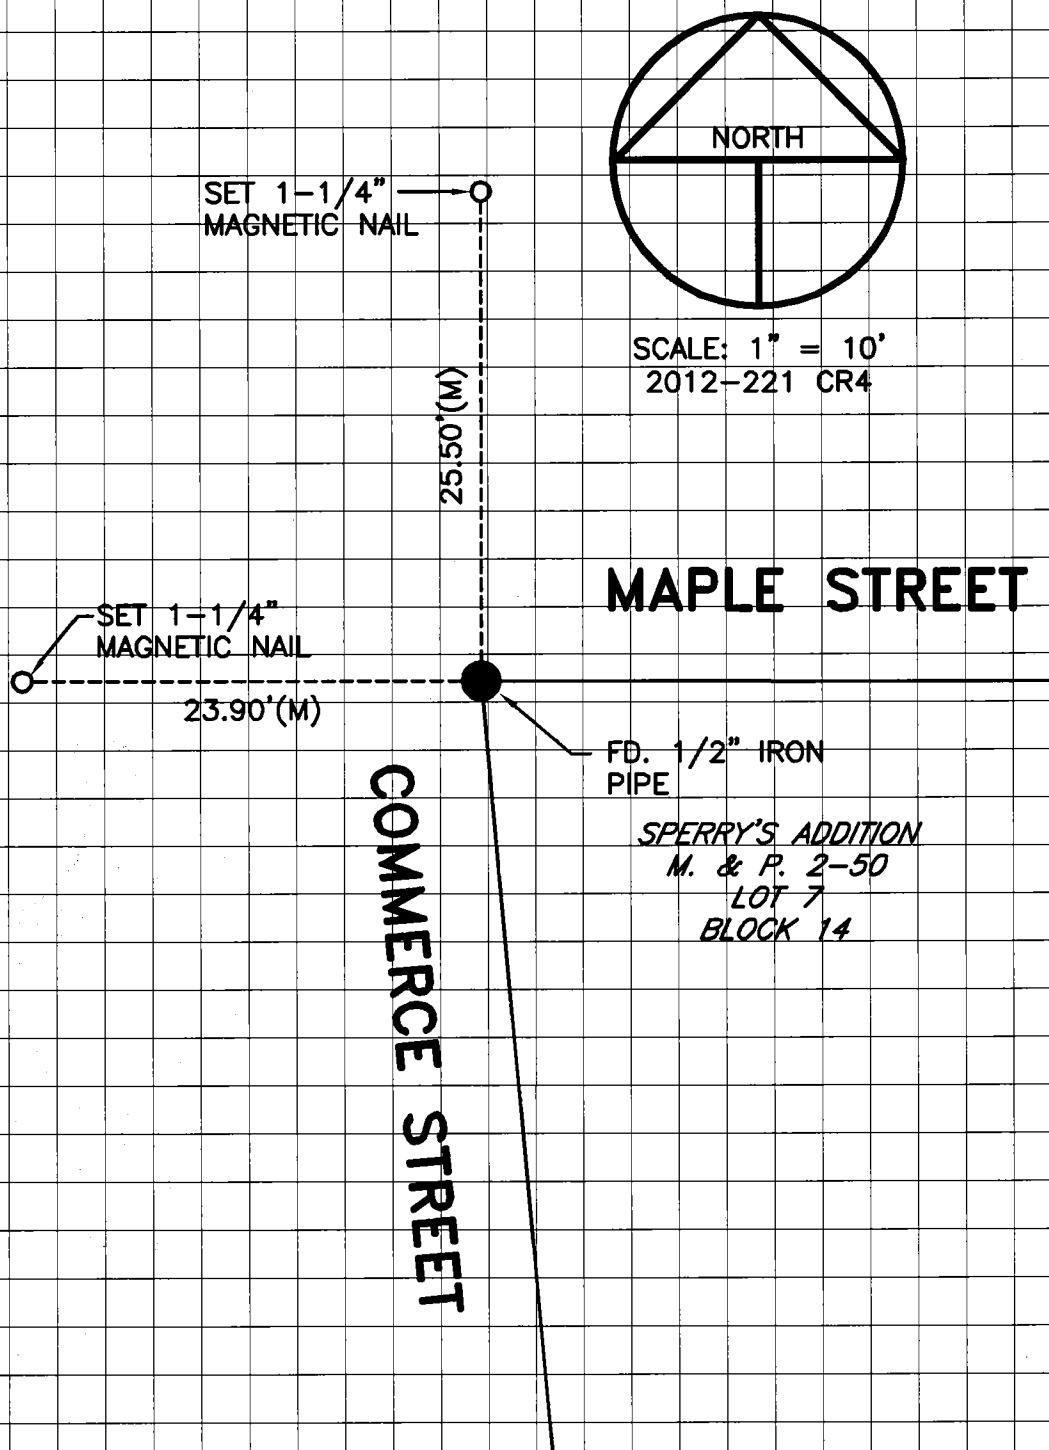 NORTH
SET 1-1/4"
MAGNETIC NAIL
SCALE: 1" = 10'
2012-221 CR4
25.50'(M)
MAPLE STREET
SET 1-1/4"
MAGNETIC NAIL
23.90'(M)
FD. 1/2" IRON
PIPE
SPERRY'S ADDITION
M. & P. 2-50
LOT 7
BLOCK 14
COMMERCE STREET